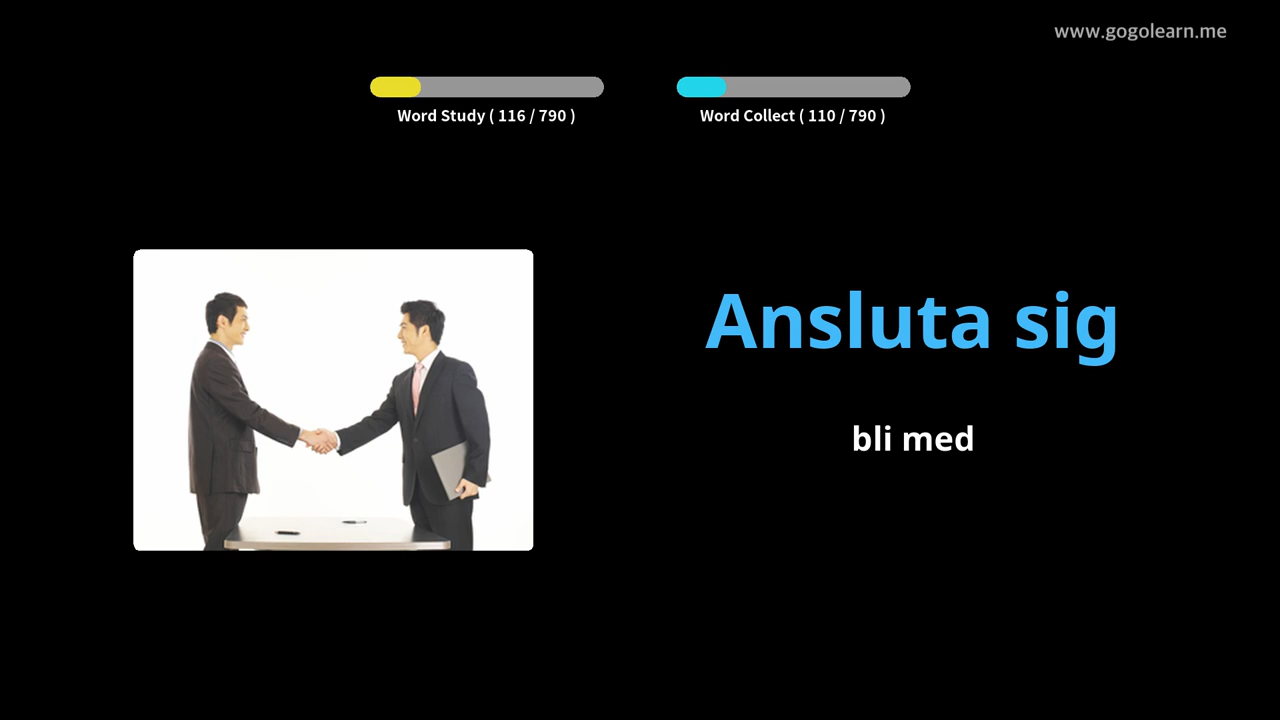 www.gogolearn.me
Word Study ( 116 / 790 )
Word Collect ( 110 / 790 )
Ansluta sig
bli med